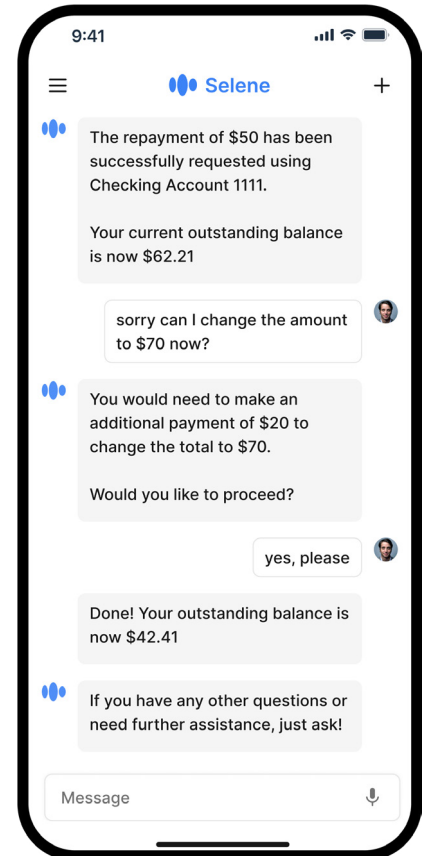 9:41
Selene
The repayment of $50 has been
successfully requested using
Checking Account 1111.
Your current outstanding balance
is now $62.21
sorry can I change the amount
to $70 now?
You would need to make an
additional payment of $20 to
change the total to $70.
Would you like to proceed?
yes, please
Done! Your outstanding balance is
now $42.41
If you have any other questions or
need further assistance, just ask!
Message